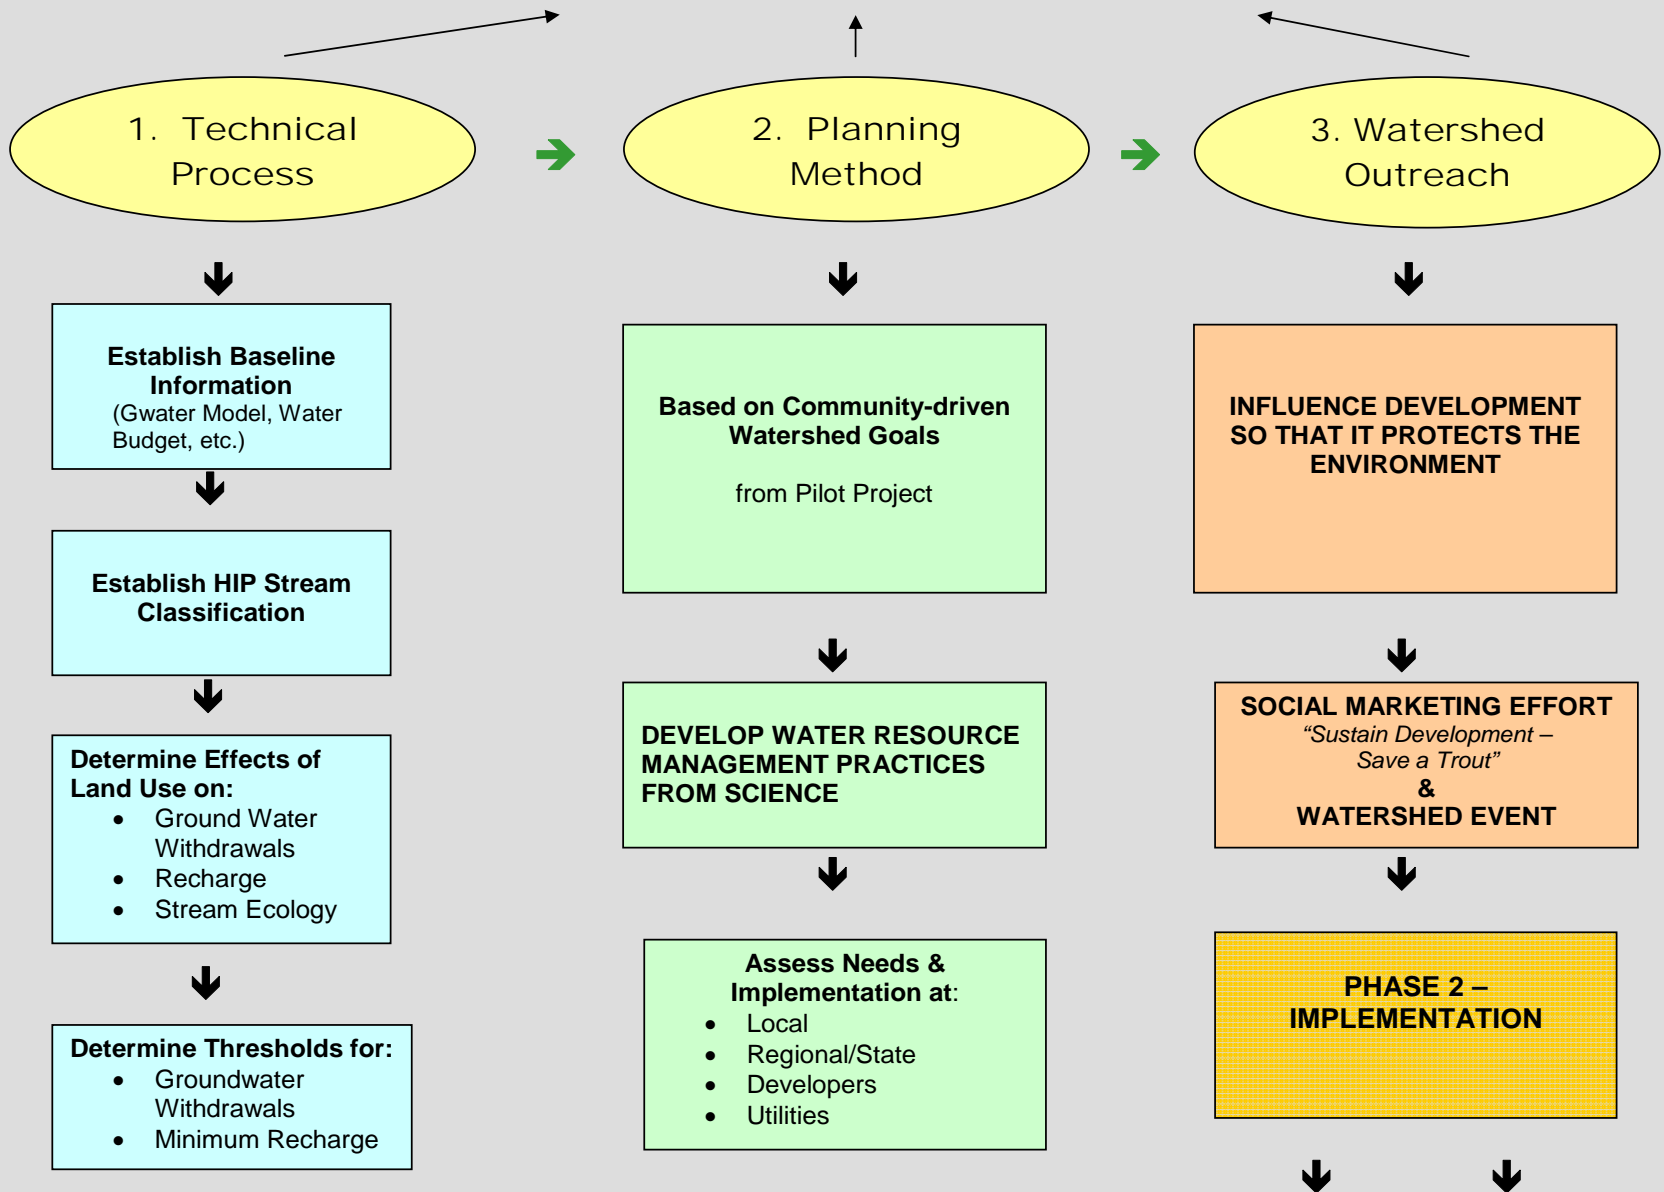 1. Technical
Process
2. Planning
Method
3. Watershed
Outreach
Establish Baseline
Information
(Gwater Model, Water
Budget, etc.)
Establish HIP Stream
Classification
Determine Effects of
Land Use on:
• Ground Water
Withdrawals
• Recharge
• Stream Ecology
Determine Thresholds for:
• Groundwater
Withdrawals
• Minimum Recharge
Based on Community-driven
Watershed Goals
from Pilot Project
DEVELOP WATER RESOURCE
MANAGEMENT PRACTICES
FROM SCIENCE
Assess Needs &
Implementation at:
• Local
• Regional/State
• Developers
• Utilities
INFLUENCE DEVELOPMENT
SO THAT IT PROTECTS THE
ENVIRONMENT
SOCIAL MARKETING EFFORT
“Sustain Development –
Save a Trout”
&
WATERSHED EVENT
PHASE 2 –
IMPLEMENTATION